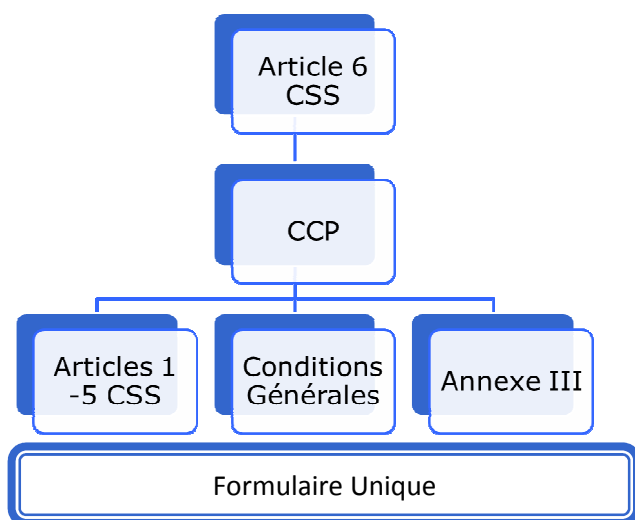 Article 6
CSS
CCP
Articles 1
-5 CSS
Conditions
Générales
Annexe III
Formulaire Unique